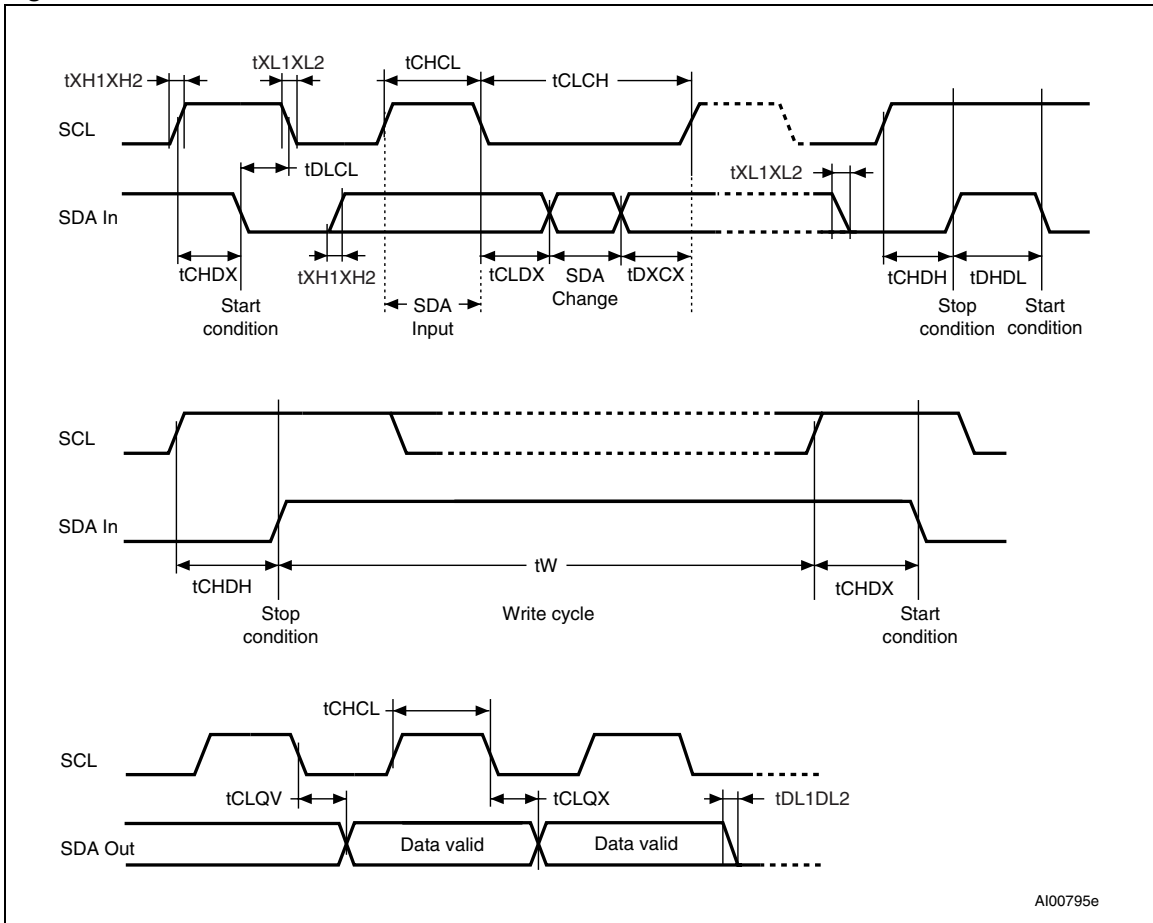 tXH1XH2
tXL1XL2
tCHCL
tCLCH
SCL
tDLCL
tXL1XL2
SDA In
tCHDX
tXH1XH2
tCLDX
SDA
Change
tDXCX
tCHDH
tDHDL
Start
condition
SDA
Input
Stop
condition
Start
condition
SCL
SDA In
tCHDH
tW
tCHDX
Stop
condition
Write cycle
Start
condition
tCHCL
SCL
tCLQV
tCLQX
tDL1DL2
SDA Out
Data valid
Data valid
AI00795e